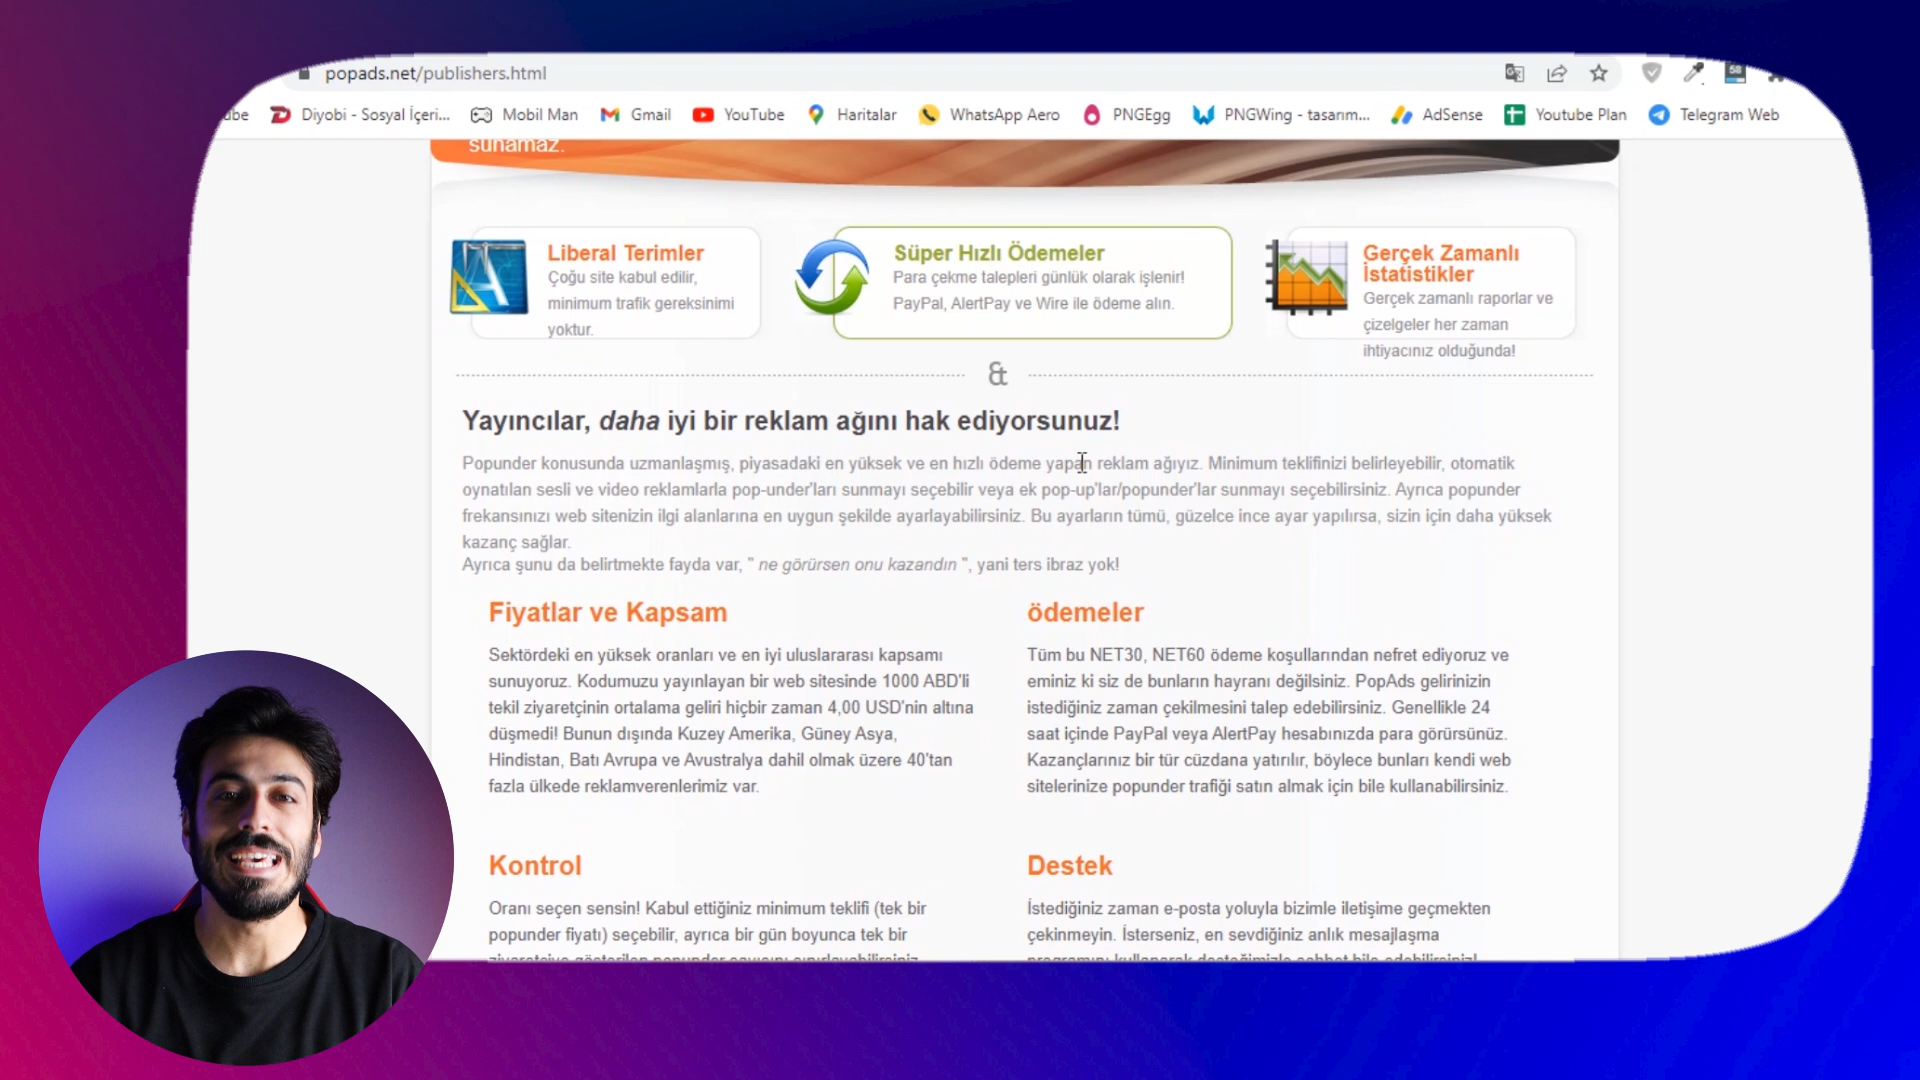 popads.net/publishers.html
58
ube Diyobi - Sosyal İçeri... Mobil Man Gmail YouTube Haritalar WhatsApp Aero PNGEgg PNGWing - tasarım... AdSense Youtube Plan Telegram Web
sunamaz.
Liberal Terimler
Çoğu site kabul edilir,
minimum trafik gereksinimi
yoktur.
Süper Hızlı Ödemeler
Para çekme talepleri günlük olarak işlenir!
PayPal, AlertPay ve Wire ile ödeme alın.
Gerçek Zamanlı
İstatistikler
Gerçek zamanlı raporlar ve
çizelgeler her zaman
ihtiyacınız olduğunda!
&
Yayıncılar, daha iyi bir reklam ağını hak ediyorsunuz!
Popunder konusunda uzmanlaşmış, piyasadaki en yüksek ve en hızlı ödeme yapan reklam ağıyız. Minimum teklifinizi belirleyebilir, otomatik
oynatılan sesli ve video reklamlarla pop-under'ları sunmayı seçebilir veya ek pop-up'lar/popunder'lar sunmayı seçebilirsiniz. Ayrıca popunder
frekansınızı web sitenizin ilgi alanlarına en uygun şekilde ayarlayabilirsiniz. Bu ayarların tümü, güzelce ince ayar yapılırsa, sizin için daha yüksek
kazanç sağlar.
Ayrıca şunu da belirtmekte fayda var, " ne görürsen onu kazandın ", yani ters ibraz yok!
Fiyatlar ve Kapsam
Sektördeki en yüksek oranları ve en iyi uluslararası kapsamı
sunuyoruz. Kodumuzu yayınlayan bir web sitesinde 1000 ABD'li
tekil ziyaretçinin ortalama geliri hiçbir zaman 4,00 USD'nin altına
düşmedi! Bunun dışında Kuzey Amerika, Güney Asya,
Hindistan, Batı Avrupa ve Avustralya dahil olmak üzere 40'tan
fazla ülkede reklamverenlerimiz var.
ödemeler
Tüm bu NET30, NET60 ödeme koşullarından nefret ediyoruz ve
eminiz ki siz de bunların hayranı değilsiniz. PopAds gelirinizin
istediğiniz zaman çekilmesini talep edebilirsiniz. Genellikle 24
saat içinde PayPal veya AlertPay hesabınızda para görürsünüz.
Kazançlarınız bir tür cüzdana yatırılır, böylece bunları kendi web
sitelerinize popunder trafiği satın almak için bile kullanabilirsiniz.
Kontrol
Oranı seçen sensin! Kabul ettiğiniz minimum teklifi (tek bir
popunder fiyatı) seçebilir, ayrıca bir gün boyunca tek bir
ziyaretçiye gösterilen popunder sayısını sınırlayabilirsiniz
Destek
İstediğiniz zaman e-posta yoluyla bizimle iletişime geçmekten
çekinmeyin. İsterseniz, en sevdiğiniz anlık mesajlaşma
programını kullanarak desteğimizle sohbet bile edebilirsiniz!